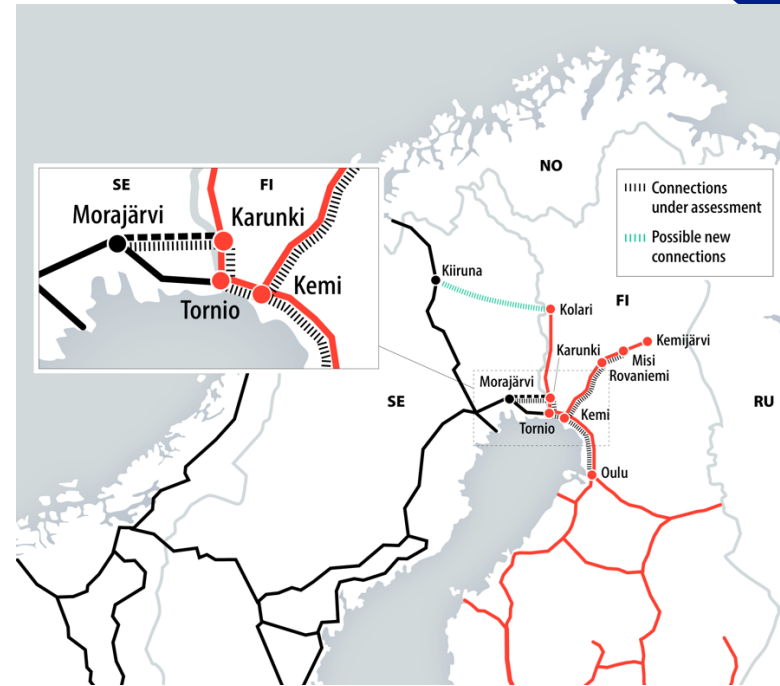 NO
SE
FI
Morajärvi
Karunki
Kemi
Tornio
Connections
under assessment
Possible new
connections
Kiiruna
Kolari
FI
Karunki
Kemijärvi
Misi
Rovaniemi
Morajärvi
SE
RU
Tornio
Kemi
Oulu